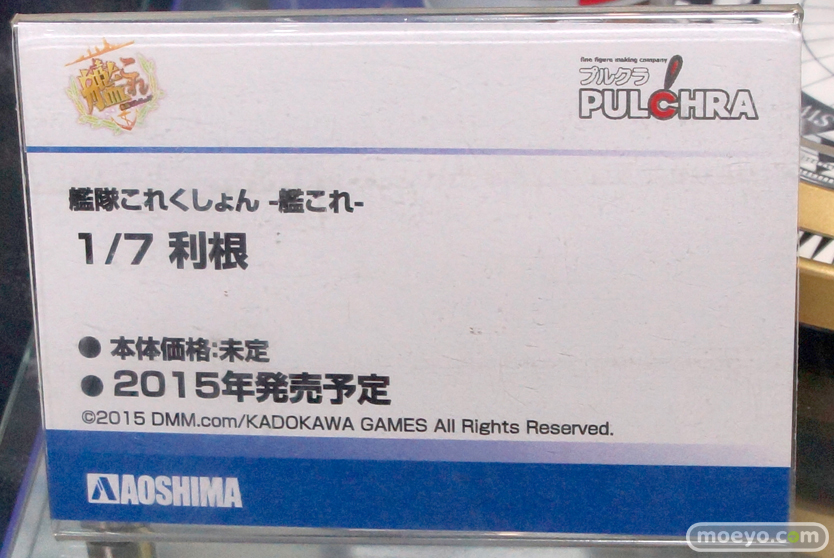 艦これ
fine figure making company
プルクラ
PULCHRA
艦隊これくしょん -艦これ-
1/7 利根
● 本体価格:未定
● 2015年発売予定
©2015 DMM.com/KADOKAWA GAMES All Rights Reserved.
AOSHIMA
moeyo.com